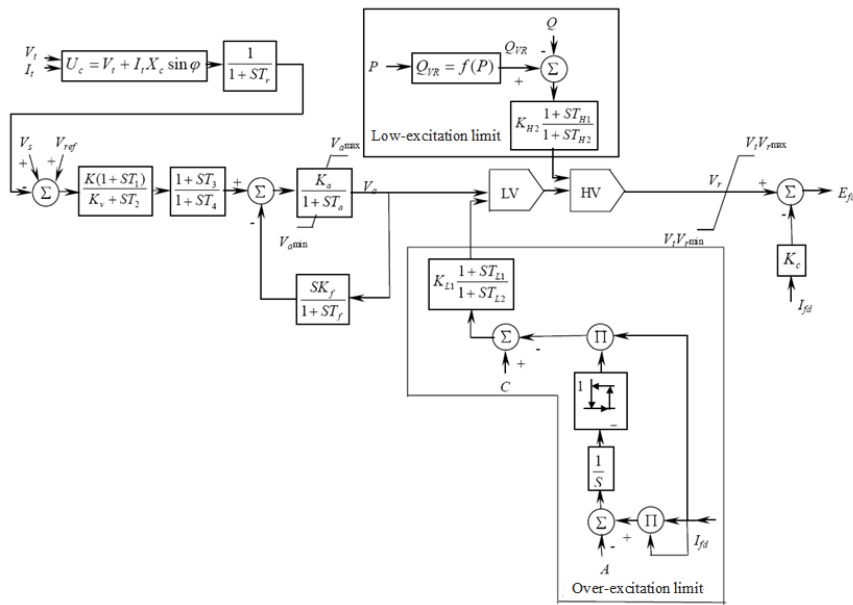 V_t
I_t
U_c = V_t + I_t X_c sin φ
1 / (1 + ST_r)
Q
P
Q_VR = f(P)
Q_VR
-
+
Σ
K_H2 (1 + ST_H1) / (1 + ST_H2)
Low-excitation limit
V_s
V_ref
+
+
-
Σ
K(1 + ST_1) / (K_v + ST_2)
(1 + ST_3) / (1 + ST_4)
+
-
Σ
V_amax
K_a / (1 + ST_a)
V_amin
V_a
SK_f / (1 + ST_f)
LV
HV
V_r
V_t V_rmax
V_t V_rmin
+
-
Σ
K_c
I_fd
K_L1 (1 + ST_L1) / (1 + ST_L2)
Σ
-
+
C
Π
1
-
1 / S
Σ
+
-
Π
I_fd
A
Over-excitation limit